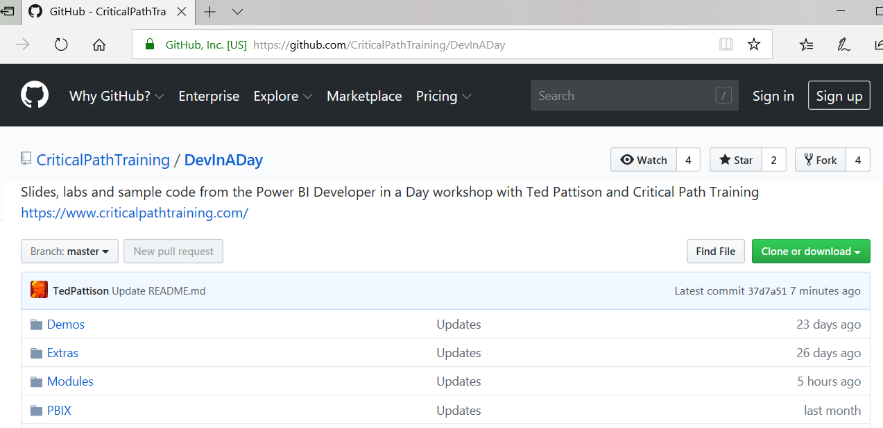 GitHub - CriticalPathTra
GitHub, Inc. [US] https://github.com/CriticalPathTraining/DevInADay
Why GitHub? Enterprise Explore Marketplace Pricing Search / Sign in Sign up
CriticalPathTraining / DevInADay Watch 4 Star 2 Fork 4
Slides, labs and sample code from the Power BI Developer in a Day workshop with Ted Pattison and Critical Path Training
https://www.criticalpathtraining.com/
Branch: master New pull request Find File Clone or download
TedPattison Update README.md Latest commit 37d7a51 7 minutes ago
Demos Updates 23 days ago
Extras Updates 26 days ago
Modules Updates 5 hours ago
PBIX Updates last month